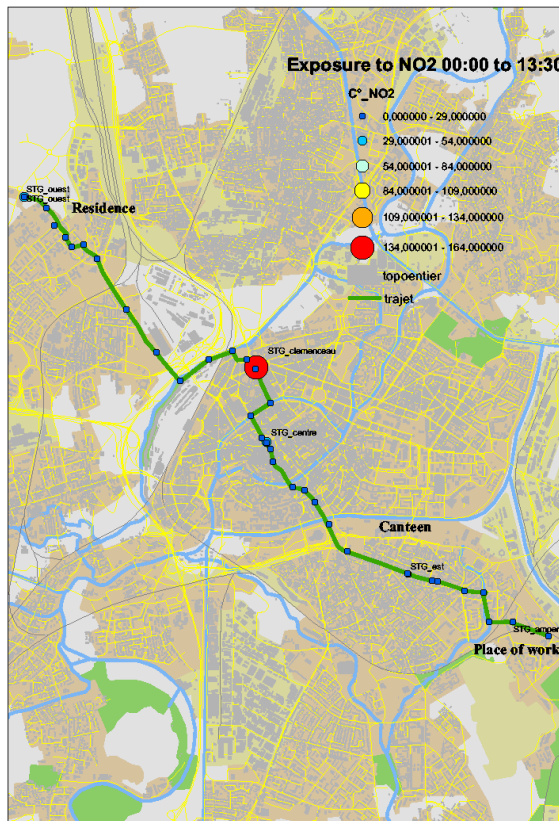 Exposure to NO2 00:00 to 13:30
C°_NO2
0,000000 - 29,000000
29,000001 - 54,000000
54,000001 - 84,000000
84,000001 - 109,000000
109,000001 - 134,000000
134,000001 - 164,000000
topoentier
trajet
STG_ouest
STG_ouest
Residence
STG_clemenceau
STG_centre
Canteen
STG_est
STG_amper
Place of work